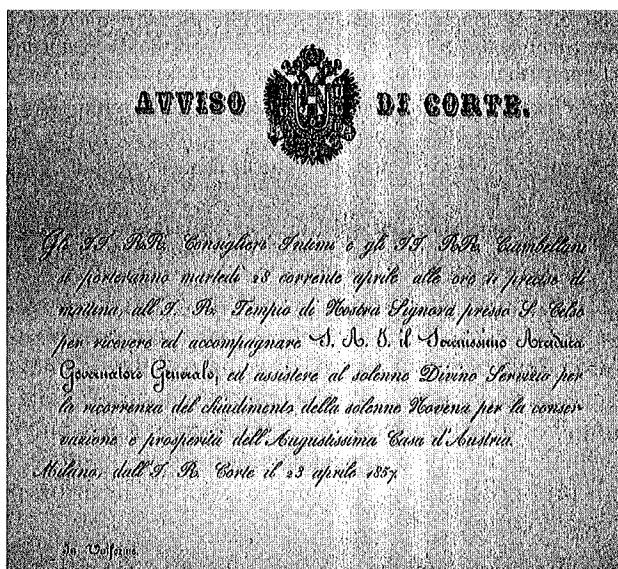 AVVISO DI CORTE.
Gli II. RR. Consiglieri Intimi e gli II. RR. Ciambellani
si porteranno martedì 28 corrente aprile alle ore 11 precise di
mattina, all'I. R. Tempio di Nostra Signora presso S. Celso
per ricevere ed accompagnare S. A. I. il Serenissimo Arciduca
Governatore Generale, ed assistere al solenne Divino Servizio per
la ricorrenza del chiudimento della solenne Novena per la conser-
vazione e prosperità dell'Augustissima Casa d'Austria.
Milano, dall'I. R. Corte il 23 aprile 1857.
In Uniforme.